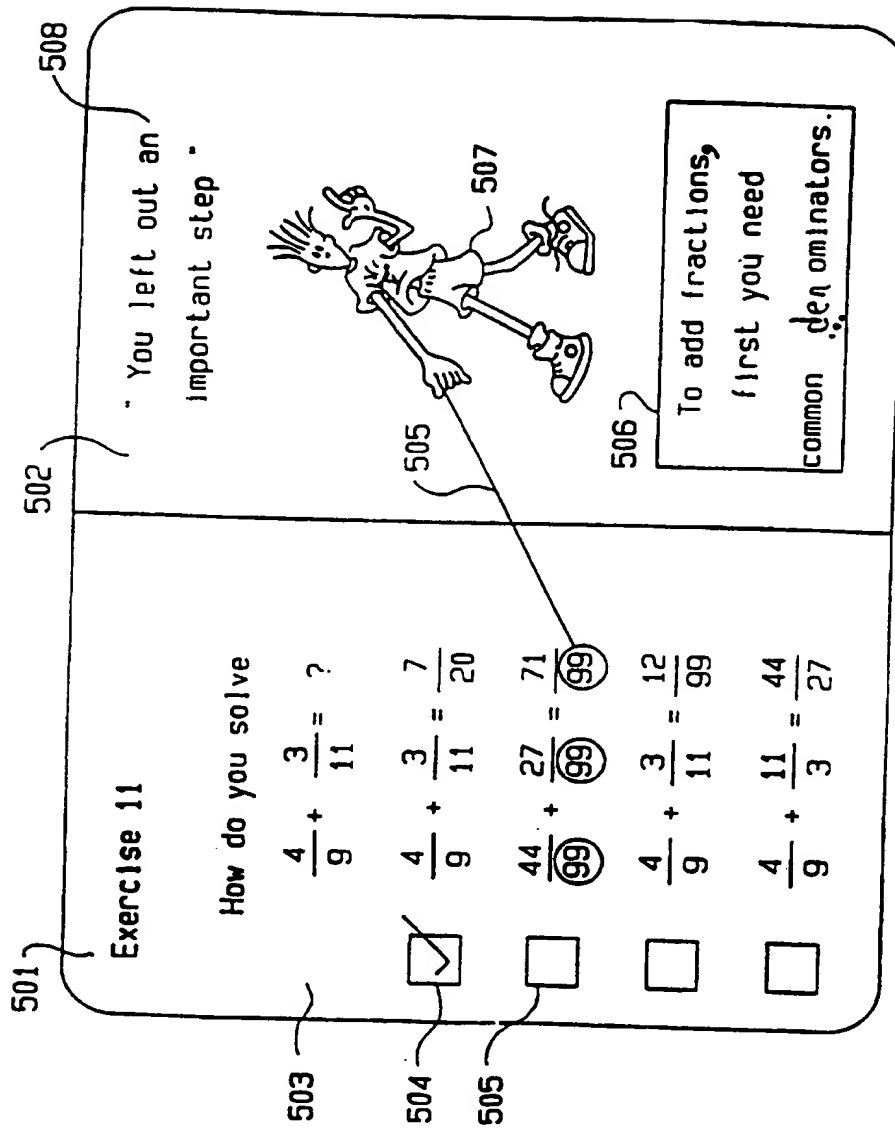 501
502
508
Exercise 11
" You left out an
important step "
How do you solve
503
4/9 + 3/11 = ?
504
4/9 + 3/11 = 7/20
505
44/99 + 27/99 = 71/99
4/9 + 3/11 = 12/99
4/9 + 11/3 = 44/27
505
507
506
To add fractions,
first you need
common denominators.